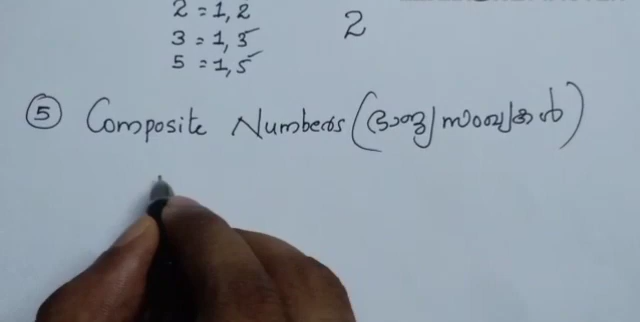 2 = 1, 2
3 = 1, 3
5 = 1, 5
2
5 Composite Numbers (ഭാജ്യസംഖ്യകൾ)